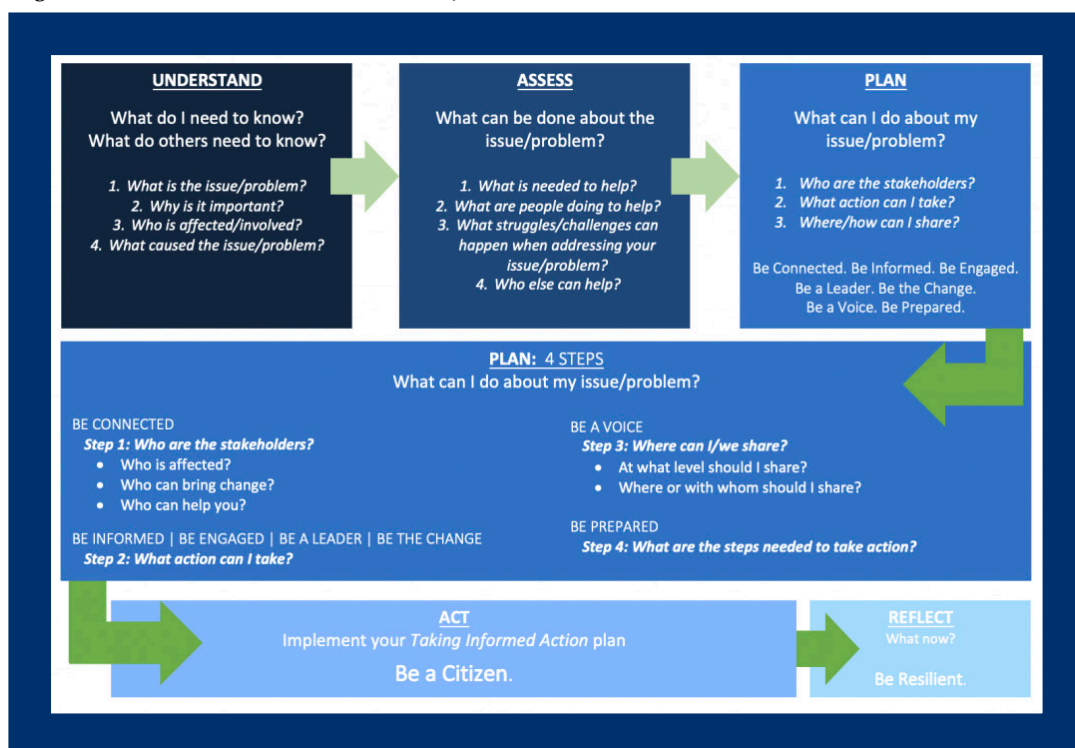 UNDERSTAND
What do I need to know?
What do others need to know?
1. What is the issue/problem?
2. Why is it important?
3. Who is affected/involved?
4. What caused the issue/problem?
ASSESS
What can be done about the
issue/problem?
1. What is needed to help?
2. What are people doing to help?
3. What struggles/challenges can
happen when addressing your
issue/problem?
4. Who else can help?
PLAN
What can I do about my
issue/problem?
1. Who are the stakeholders?
2. What action can I take?
3. Where/how can I share?
Be Connected. Be Informed. Be Engaged.
Be a Leader. Be the Change.
Be a Voice. Be Prepared.
PLAN: 4 STEPS
What can I do about my issue/problem?
BE CONNECTED
Step 1: Who are the stakeholders?
• Who is affected?
• Who can bring change?
• Who can help you?
BE INFORMED | BE ENGAGED | BE A LEADER | BE THE CHANGE
Step 2: What action can I take?
BE A VOICE
Step 3: Where can I/we share?
• At what level should I share?
• Where or with whom should I share?
BE PREPARED
Step 4: What are the steps needed to take action?
ACT
Implement your Taking Informed Action plan
Be a Citizen.
REFLECT
What now?
Be Resilient.